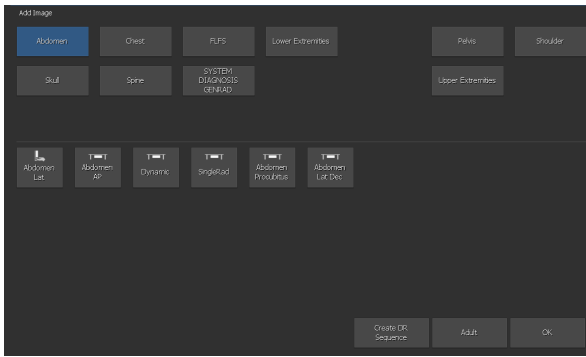 Add Image
Abdomen
Chest
FLFS
Lower Extremities
Pelvis
Shoulder
Skull
Spine
SYSTEM
DIAGNOSIS
GENRAD
Upper Extremities
Abdomen
Lat
Abdomen
AP
Dynamic
SingleRad
Abdomen
Procubitus
Abdomen
Lat Dec
Create DR
Sequence
Adult
OK